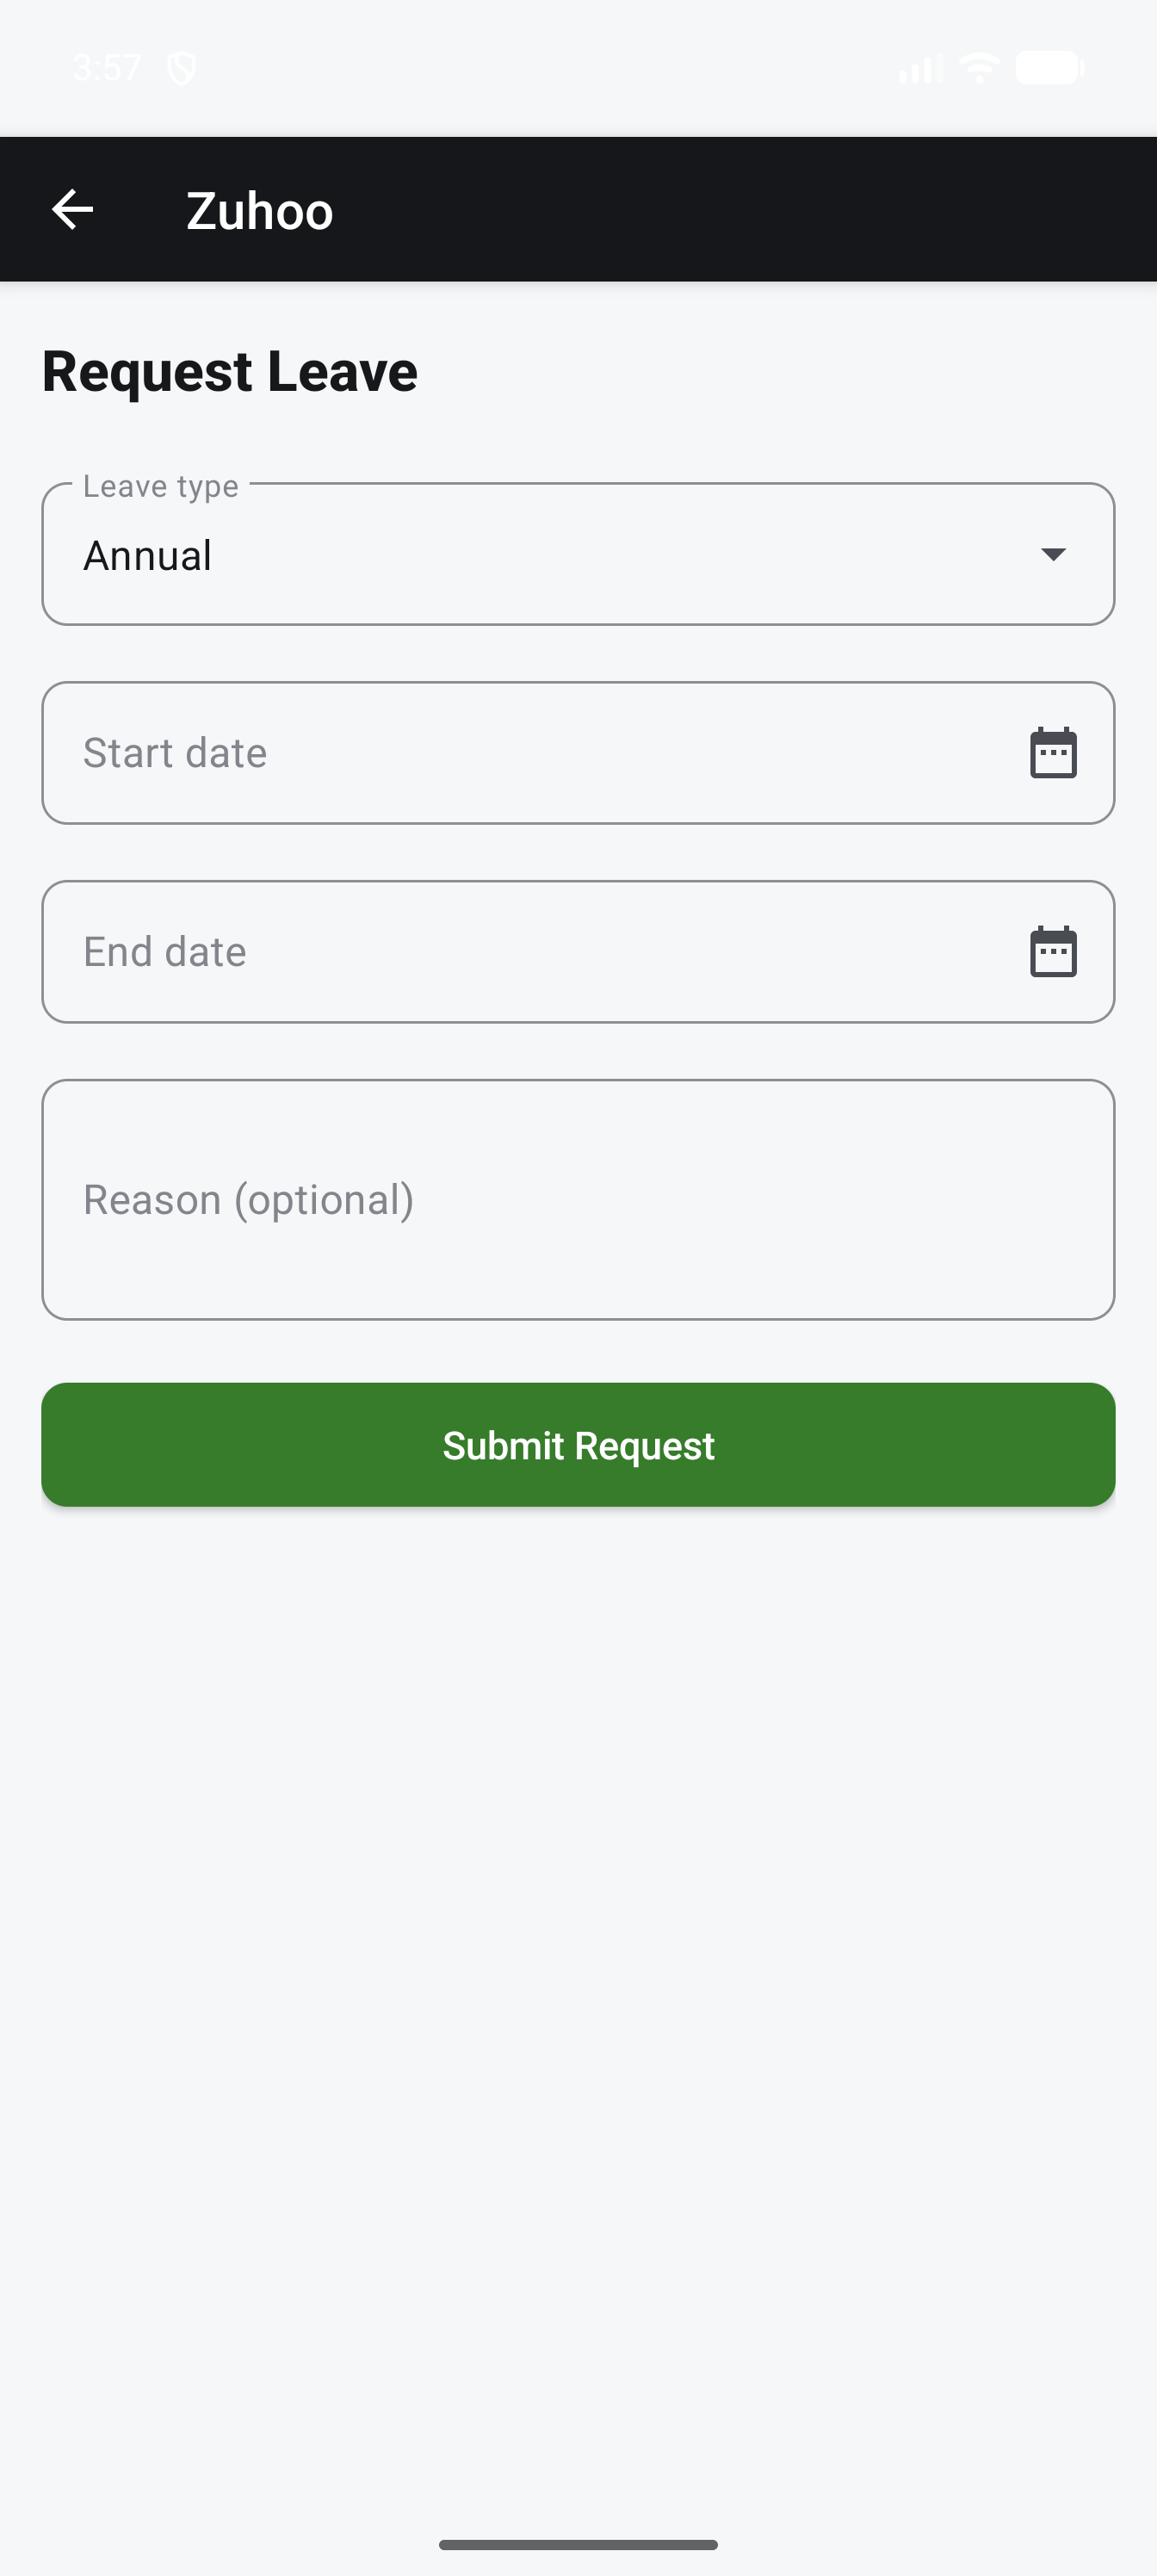 3:57
Zuhoo
Request Leave
Leave type
Annual
Start date
End date
Reason (optional)
Submit Request